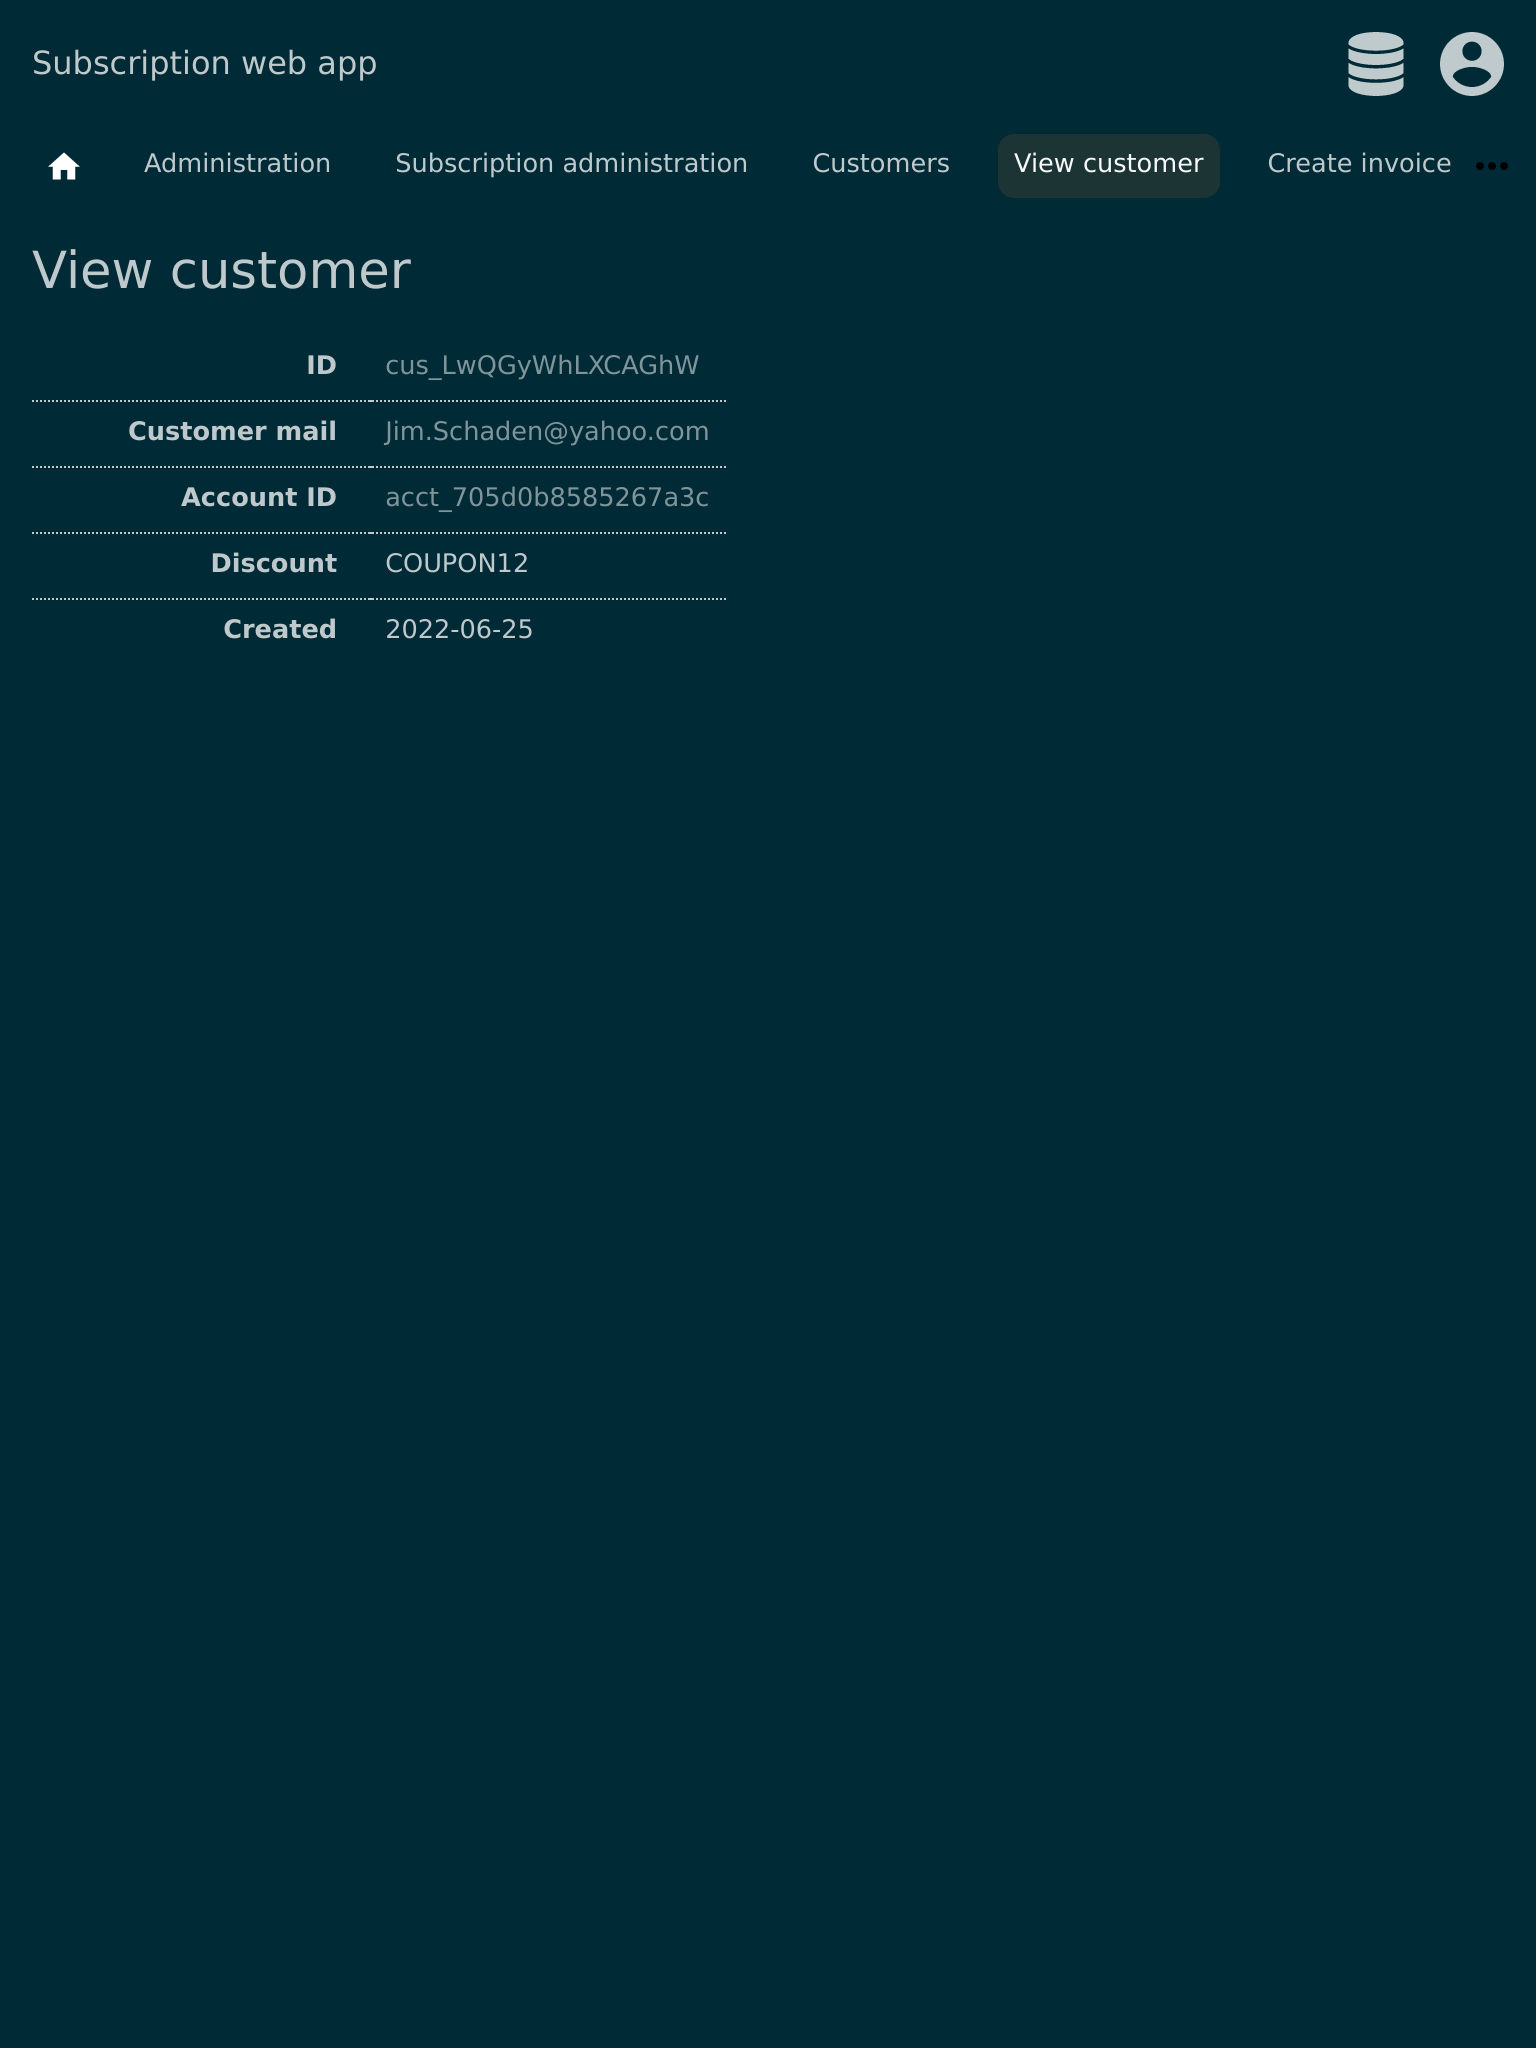 Subscription web app
Administration Subscription administration Customers View customer Create invoice
View customer
ID cus_LwQGyWhLXCAGhW
Customer mail Jim.Schaden@yahoo.com
Account ID acct_705d0b8585267a3c
Discount COUPON12
Created 2022-06-25